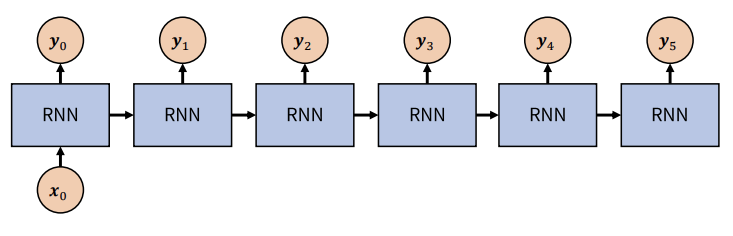 y₀ y₁ y₂ y₃ y₄ y₅
RNN RNN RNN RNN RNN RNN
x₀